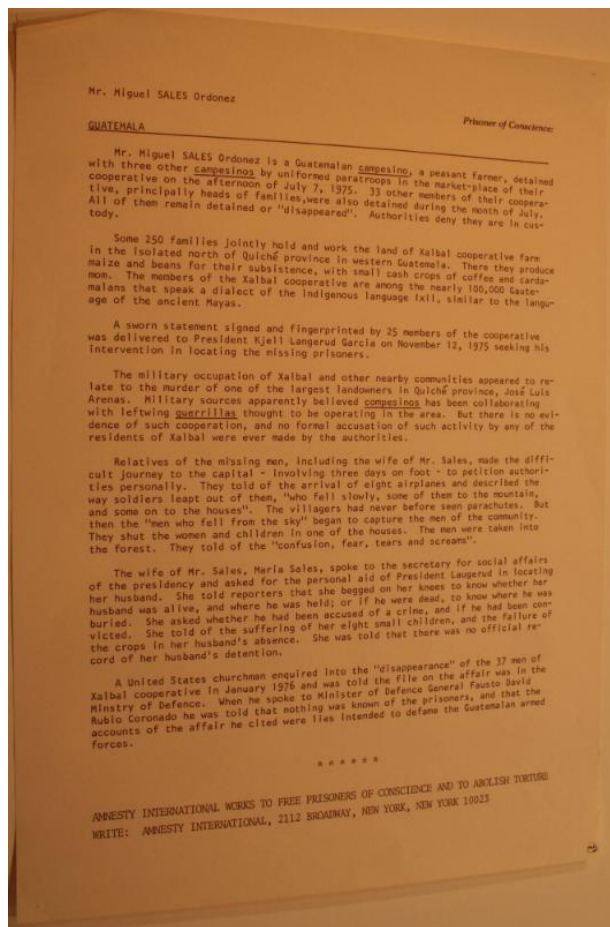 Mr. Miguel SALES Ordonez
Prisoner of Conscience:
GUATEMALA
Mr. Miguel SALES Ordonez is a Guatemalan campesino, a peasant farmer, detained
with three other campesinos by uniformed paratroops in the market-place of their
cooperative on the afternoon of July 7, 1975. 33 other members of their coopera-
tive, principally heads of families,were also detained during the month of July.
All of them remain detained or "disappeared". Authorities deny they are in cus-
tody.
Some 250 families jointly hold and work the land of Xalbal cooperative farm
in the isolated north of Quiché province in western Guatemala. There they produce
maize and beans for their subsistence, with small cash crops of coffee and carda-
mom. The members of the Xalbal cooperative are among the nearly 100,000 Guate-
malans that speak a dialect of the indigenous language Ixil, similar to the langu-
age of the ancient Mayas.
A sworn statement signed and fingerprinted by 25 members of the cooperative
was delivered to President Kjell Langerud Garcia on November 12, 1975 seeking his
intervention in locating the missing prisoners.
The military occupation of Xalbal and other nearby communities appeared to re-
late to the murder of one of the largest landowners in Quiché province, José Luis
Arenas. Military sources apparently believed compesinos has been collaborating
with leftwing guerrillas thought to be operating in the area. But there is no evi-
dence of such cooperation, and no formal accusation of such activity by any of the
residents of Xalbal were ever made by the authorities.
Relatives of the missing men, including the wife of Mr. Sales, made the diffi-
cult journey to the capital - involving three days on foot - to petition authori-
ties personally. They told of the arrival of eight airplanes and described the
way soldiers leapt out of them, "who fell slowly, some of them to the mountain,
and some on to the houses". The villagers had never before seen parachutes. But
then the "men who fell from the sky" began to capture the men of the community.
They shut the women and children in one of the houses. The men were taken into
the forest. They told of the "confusion, fear, tears and screams".
The wife of Mr. Sales, Maria Sales, spoke to the secretary for social affairs
of the presidency and asked for the personal aid of President Laugerud in locating
her husband. She told reporters that she begged on her knees to know whether her
husband was alive, and where he was held; or if he were dead, to know where he was
buried. She asked whether he had been accused of a crime, and if he had been con-
victed. She told of the suffering of her eight small children, and the failure of
the crops in her husband's absence. She was told that there was no official re-
cord of her husband's detention.
A United States churchman enquired into the "disappearance" of the 37 men of
Xalbal cooperative in January 1976 and was told the file on the affair was in the
Minstry of Defence. When he spoke to Minister of Defence General Fausto David
Rubio Coronado he was told that nothing was known of the prisoners, and that the
accounts of the affair he cited were lies intended to defame the Guatemalan armed
forces.
* * * * * *
AMNESTY INTERNATIONAL WORKS TO FREE PRISONERS OF CONSCIENCE AND TO ABOLISH TORTURE
WRITE: AMNESTY INTERNATIONAL, 2112 BROADWAY, NEW YORK, NEW YORK 10023